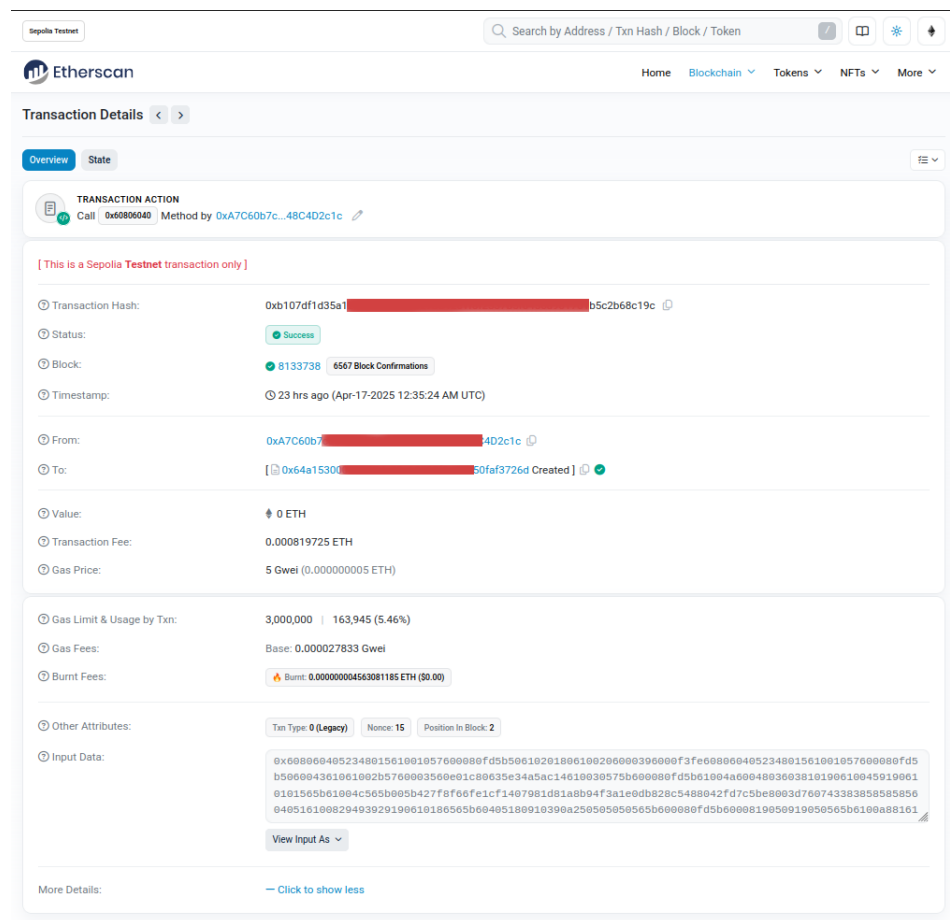 Sepolia Testnet
Search by Address / Txn Hash / Block / Token /
Etherscan
Home Blockchain Tokens NFTs More
Transaction Details
Overview State
TRANSACTION ACTION
Call 0x60806040 Method by 0xA7C60b7c...48C4D2c1c
[ This is a Sepolia Testnet transaction only ]
Transaction Hash: 0xb107df1d35a1 b5c2b68c19c
Status: Success
Block: 8133738 6567 Block Confirmations
Timestamp: 23 hrs ago (Apr-17-2025 12:35:24 AM UTC)
From: 0xA7C60b7 4D2c1c
To: [ 0x64a15300 50faf3726d Created ]
Value: 0 ETH
Transaction Fee: 0.000819725 ETH
Gas Price: 5 Gwei (0.000000005 ETH)
Gas Limit & Usage by Txn: 3,000,000 | 163,945 (5.46%)
Gas Fees: Base: 0.000027833 Gwei
Burnt Fees: Burnt: 0.000000004563081185 ETH ($0.00)
Other Attributes: Txn Type: 0 (Legacy) Nonce: 15 Position In Block: 2
Input Data:
0x608060405234801561001057600080fd5b50610201806100206000396000f3fe608060405234801561001057600080fd5
b506004361061002b5760003560e01c80635e34a5ac14610030575b600080fd5b61004a600480360381019061004591906​1
0101565b61004c565b005b427f8f66fe1cf1407981d81a8b94f3a1e0db828c5488042fd7c5be8003d7607433838585856​
040516100829493929190610186565b60405180910390a250505050565b600080fd5b6000819050919050565b6100a88161
View Input As
More Details: Click to show less